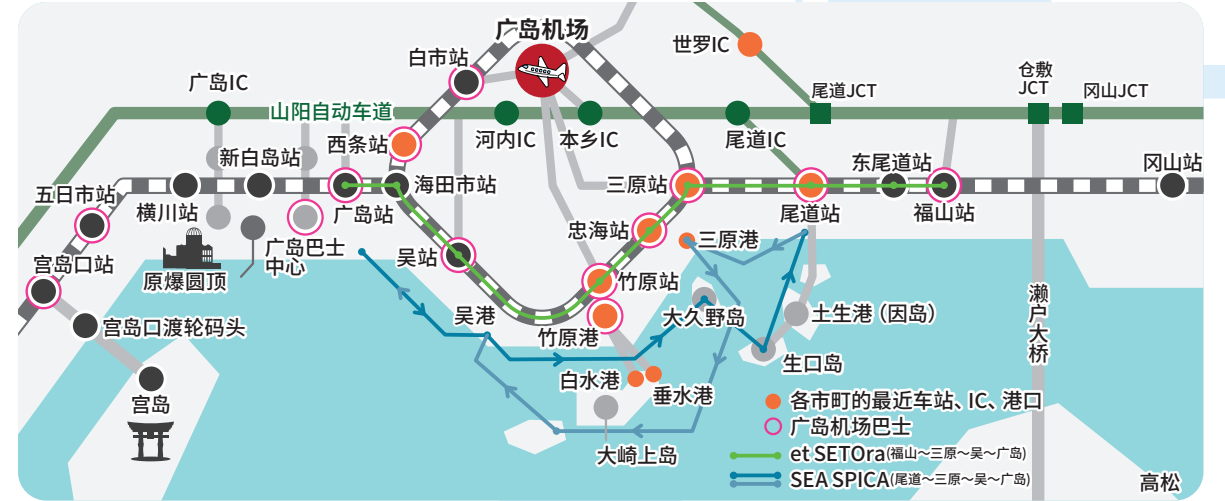 广岛机场
世罗IC
白市站
广岛IC
尾道JCT
仓敷
JCT
冈山JCT
山阳自动车道
河内IC
本乡IC
尾道IC
西条站
新白岛站
东尾道站
冈山站
五日市站
海田市站
三原站
横川站
广岛站
尾道站
福山站
忠海站
三原港
广岛巴士
中心
宫岛口站
吴站
原爆圆顶
竹原站
濑户大桥
吴港
大久野岛
土生港（因岛）
宫岛口渡轮码头
竹原港
生口岛
白水港
垂水港
宫岛
大崎上岛
各市町的最近车站、IC、港口
广岛机场巴士
et SETOra(福山～三原～吴～广岛)
SEA SPICA(尾道～三原～吴～广岛)
高松